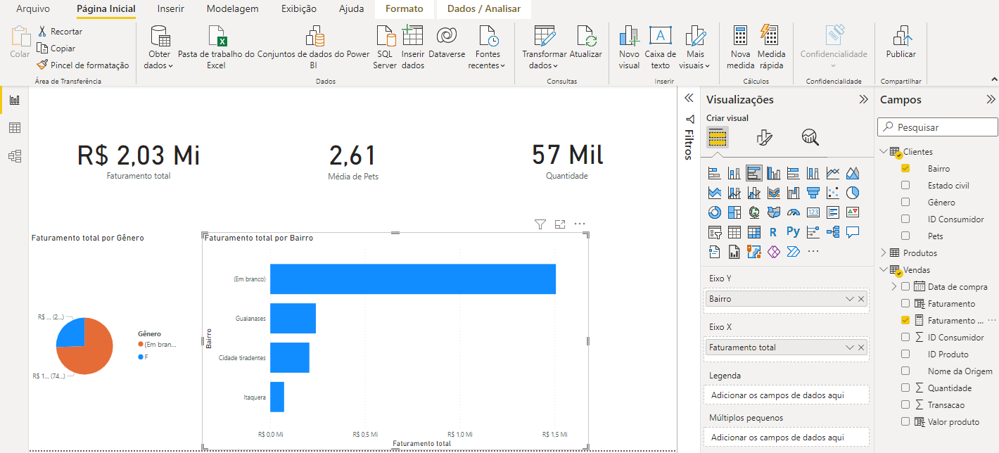 Arquivo
Página Inicial
Inserir
Modelagem
Exibição
Ajuda
Formato
Dados / Analisar
Colar
Recortar
Copiar
Pincel de formatação
Área de Transferência
Obter dados
Pasta de trabalho do Excel
Conjuntos de dados do Power BI
SQL Server
Inserir dados
Dataverse
Fontes recentes
Dados
Transformar dados
Atualizar
Consultas
Novo visual
Caixa de texto
A
Mais visuais
Inserir
Nova medida
Medida rápida
Cálculos
Confidencialidade
Confidencialidade
Publicar
Compartilhar
R$ 2,03 Mi
Faturamento total
2,61
Média de Pets
57 Mil
Quantidade
Faturamento total por Gênero
R$ ... (2...)
R$ 1... (74...)
Gênero
(Em bran...
F
Faturamento total por Bairro
Bairro
(Em branco)
Guaianases
Cidade tiradentes
Itaquera
R$ 0,0 Mi
R$ 0,5 Mi
R$ 1,0 Mi
R$ 1,5 Mi
Faturamento total
Filtros
Visualizações
Criar visual
123
R
Py
...
Eixo Y
Bairro
Eixo X
Faturamento total
Legenda
Adicionar os campos de dados aqui
Múltiplos pequenos
Adicionar os campos de dados aqui
Campos
Pesquisar
Clientes
Bairro
Estado civil
Gênero
ID Consumidor
Pets
Produtos
Vendas
Data de compra
Faturamento
Faturamento ... ...
∑ ID Consumidor
ID Produto
Nome da Origem
∑ Quantidade
∑ Transacao
Valor produto